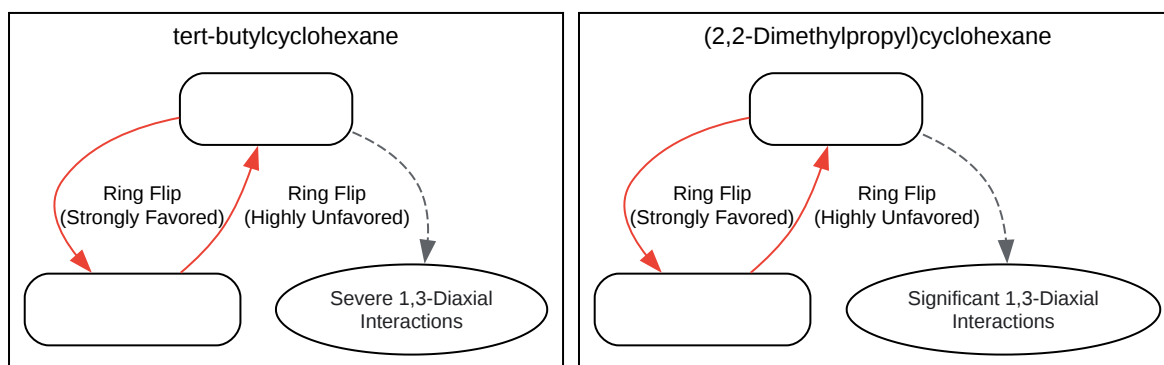 tert-butylcyclohexane
Ring Flip
(Strongly Favored)
Ring Flip
(Highly Unfavored)
Severe 1,3-Diaxial
Interactions
(2,2-Dimethylpropyl)cyclohexane
Ring Flip
(Strongly Favored)
Ring Flip
(Highly Unfavored)
Significant 1,3-Diaxial
Interactions